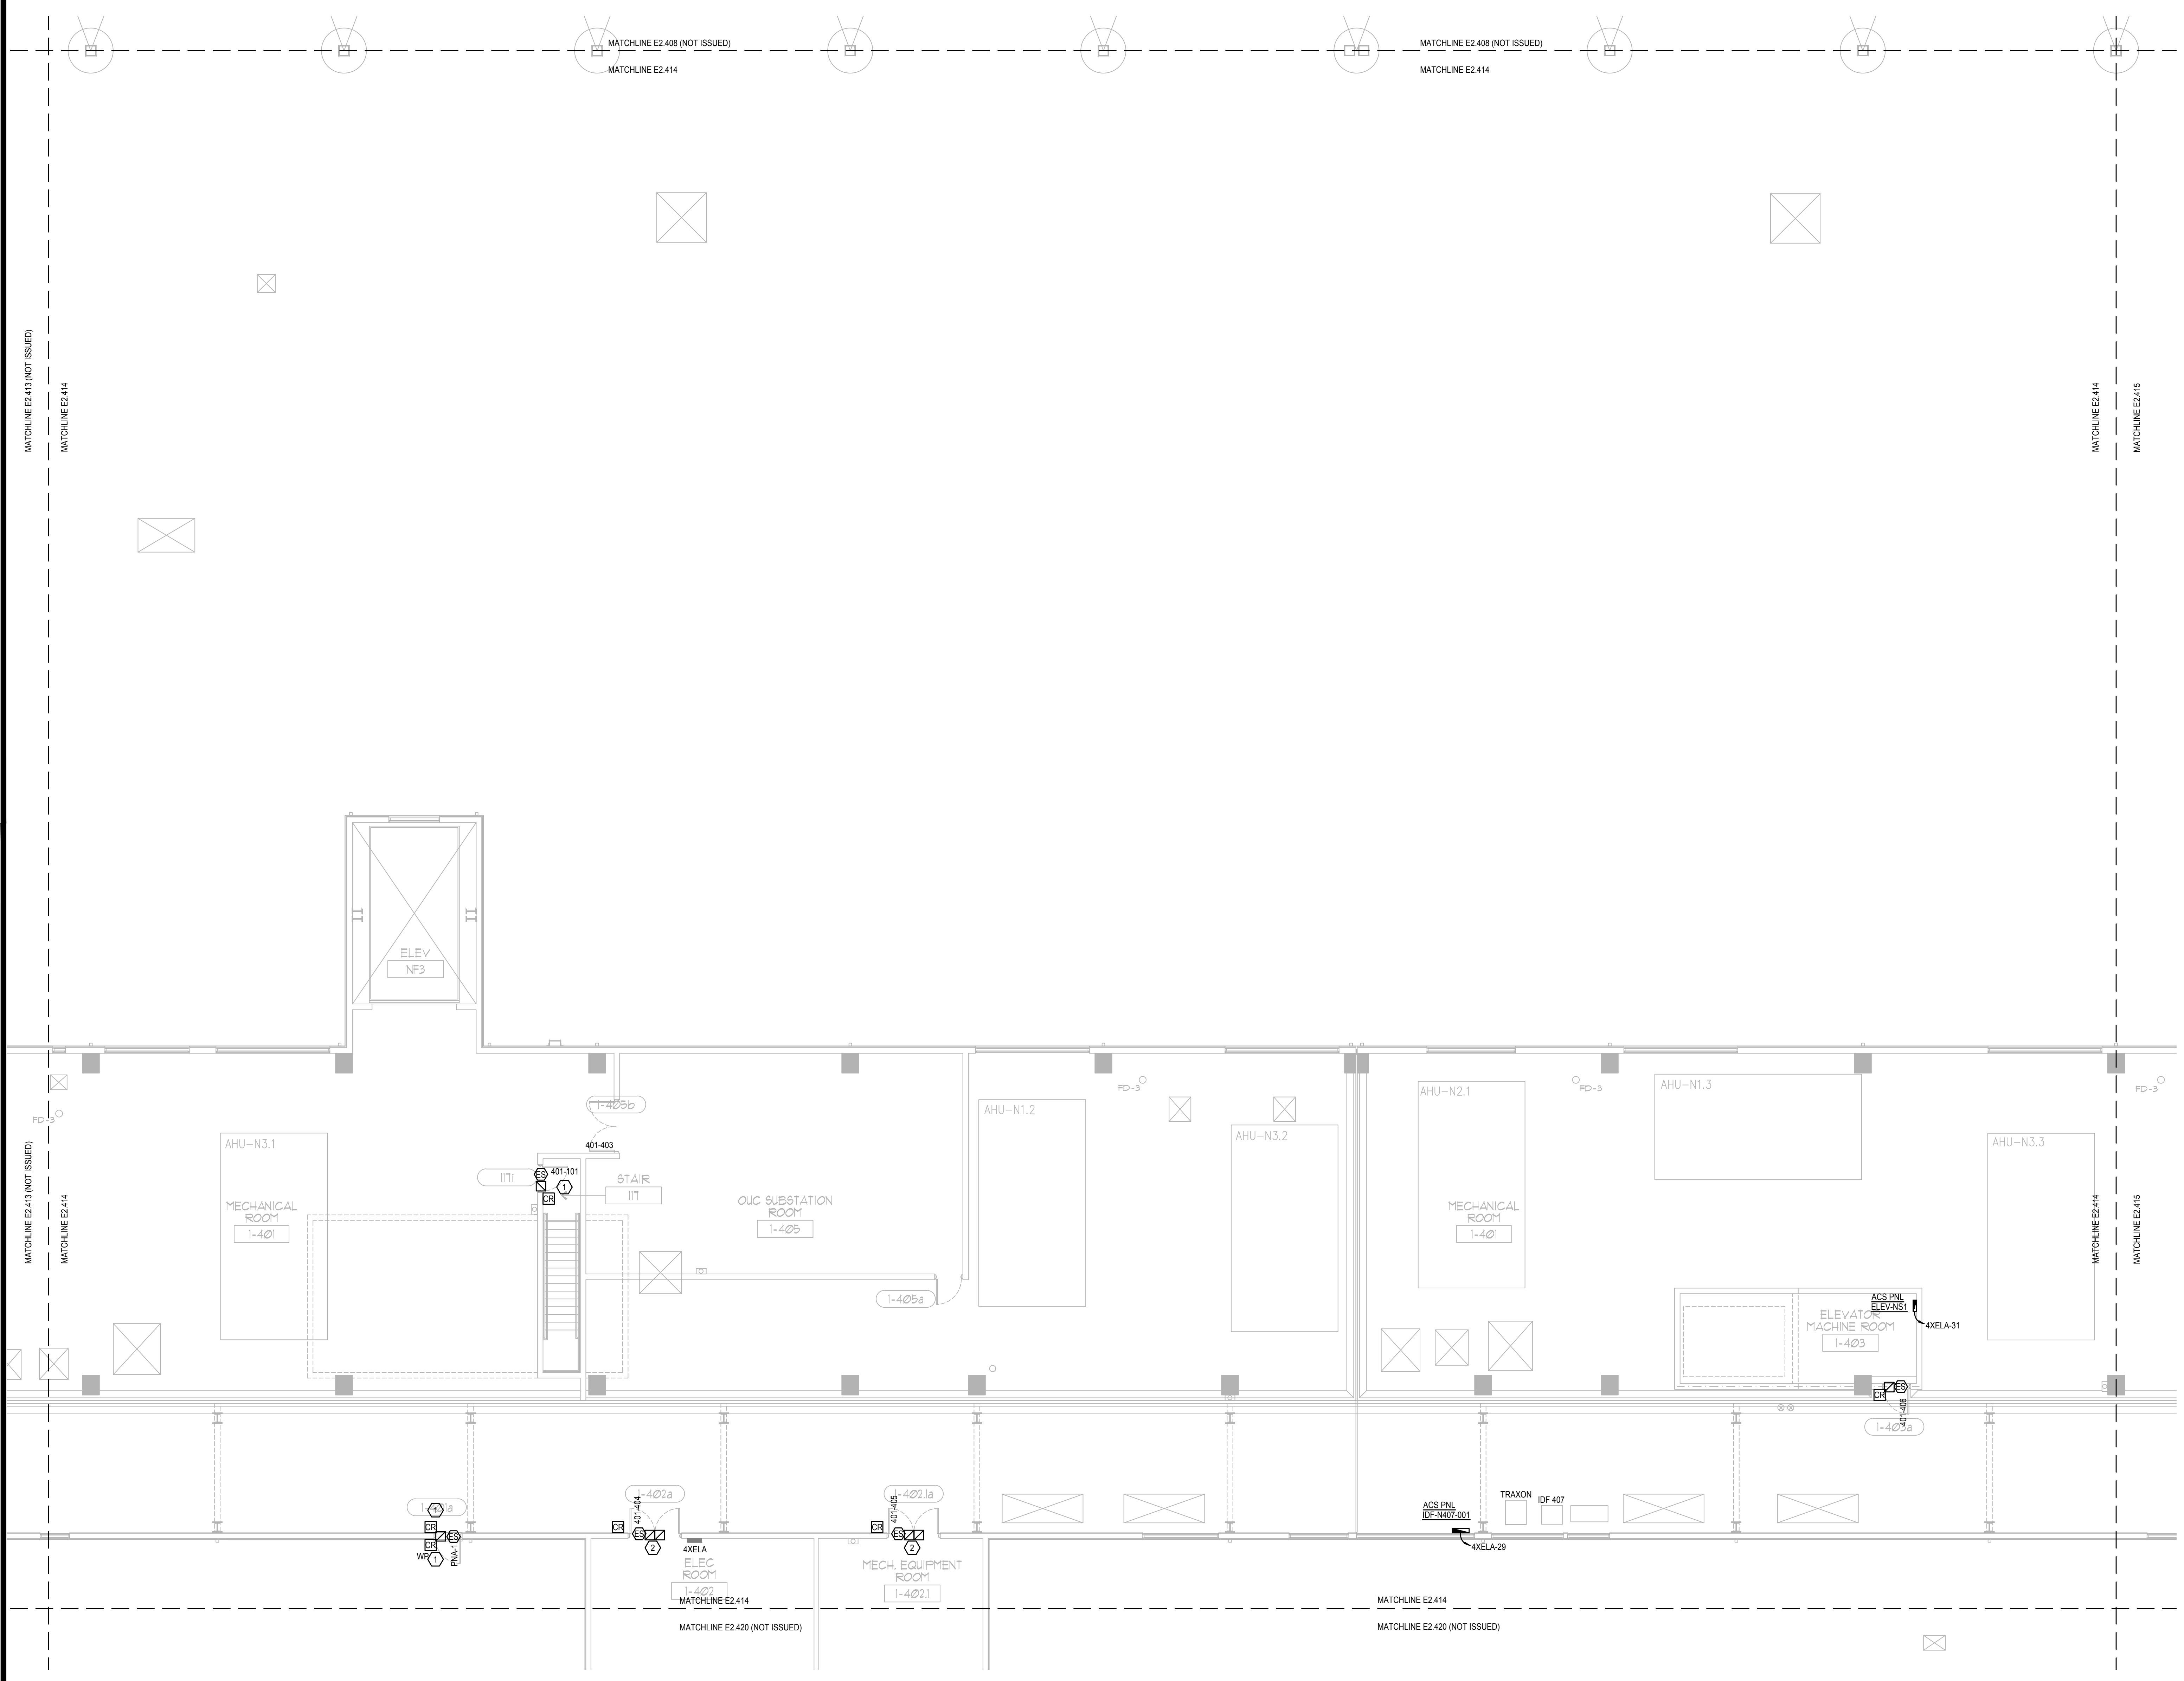 MATCHLINE E2.408 (NOT ISSUED)
MATCHLINE E2.414
MATCHLINE E2.408 (NOT ISSUED)
MATCHLINE E2.414
MATCHLINE E2.413 (NOT ISSUED)
MATCHLINE E2.414
MATCHLINE E2.414
MATCHLINE E2.415
ELEV
NF3
FD-3
AHU-N3.1
MECHANICAL
ROOM
1-401
1-405b
401-403
1171
ES
401-101
1
CR
STAIR
117
OUC SUBSTATION
ROOM
1-405
1-405a
AHU-N1.2
FD-3
AHU-N3.2
AHU-N2.1
FD-3
AHU-N1.3
MECHANICAL
ROOM
1-401
AHU-N3.3
FD-3
MATCHLINE E2.413 (NOT ISSUED)
MATCHLINE E2.414
MATCHLINE E2.414
MATCHLINE E2.415
ACS PNL
ELEV-NS1
4XELA-31
ELEVATOR
MACHINE ROOM
1-403
CR
ES
401-406
1-403a
1-401a
1
CR
ES
CR
WP
1
PNA-1
1-402a
401-404
CR
ES
2
4XELA
ELEC
ROOM
1-402
1-402.1a
401-405
CR
ES
2
MECH. EQUIPMENT
ROOM
1-402.1
ACS PNL
IDF-N407-001
4XELA-29
TRAXON
IDF 407
MATCHLINE E2.414
MATCHLINE E2.420 (NOT ISSUED)
MATCHLINE E2.414
MATCHLINE E2.420 (NOT ISSUED)